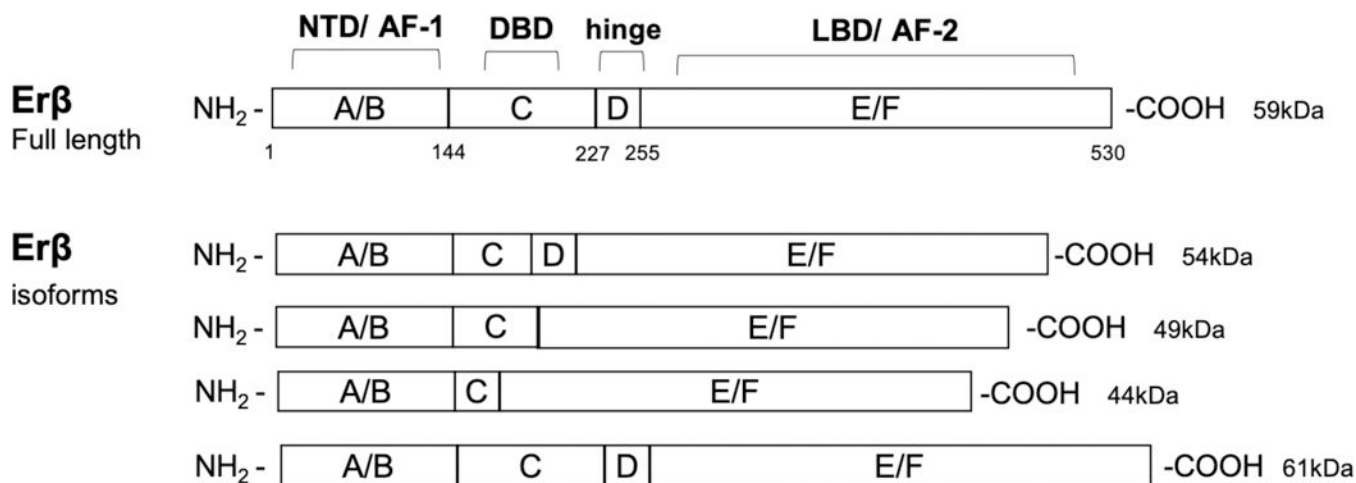 NTD/ AF-1 DBD hinge LBD/ AF-2
Erβ NH₂ - A/B C D E/F -COOH 59kDa
Full length
1 144 227 255 530
Erβ NH₂ - A/B C D E/F -COOH 54kDa
isoforms
NH₂ - A/B C E/F -COOH 49kDa
NH₂ - A/B C E/F -COOH 44kDa
NH₂ - A/B C D E/F -COOH 61kDa